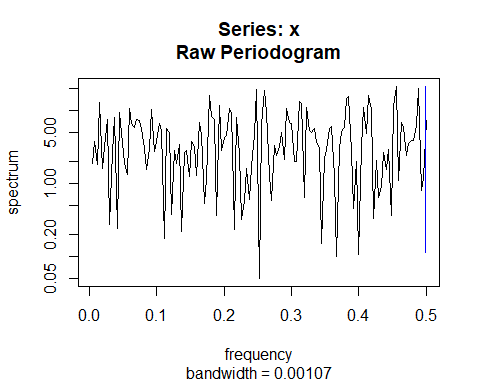 Series: x
Raw Periodogram
spectrum
5.00
1.00
0.20
0.05
0.0 0.1 0.2 0.3 0.4 0.5
frequency
bandwidth = 0.00107